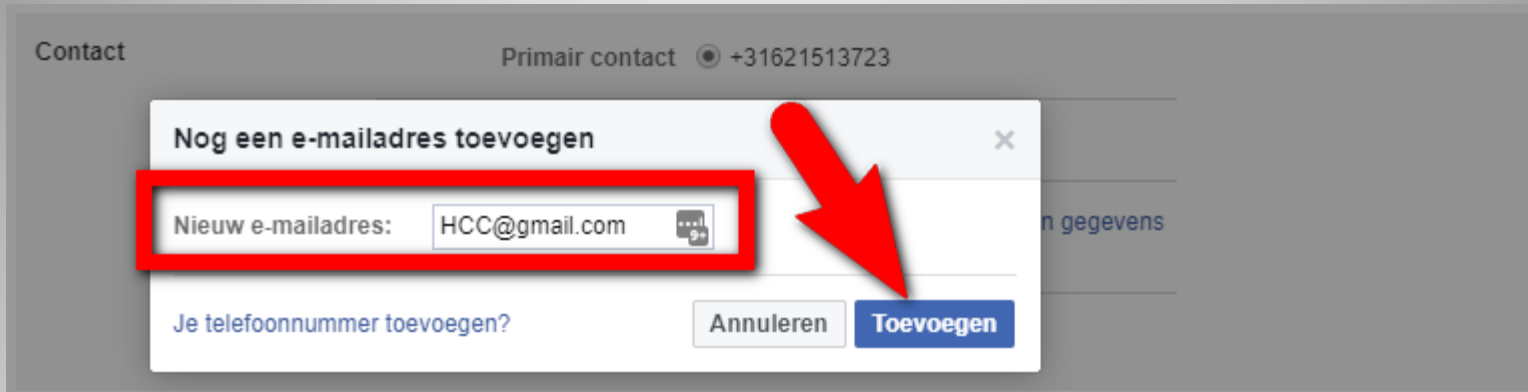 Contact
Primair contact +31621513723
Nog een e-mailadres toevoegen
Nieuw e-mailadres: HCC@gmail.com
9+
n gegevens
Je telefoonnummer toevoegen? Annuleren Toevoegen